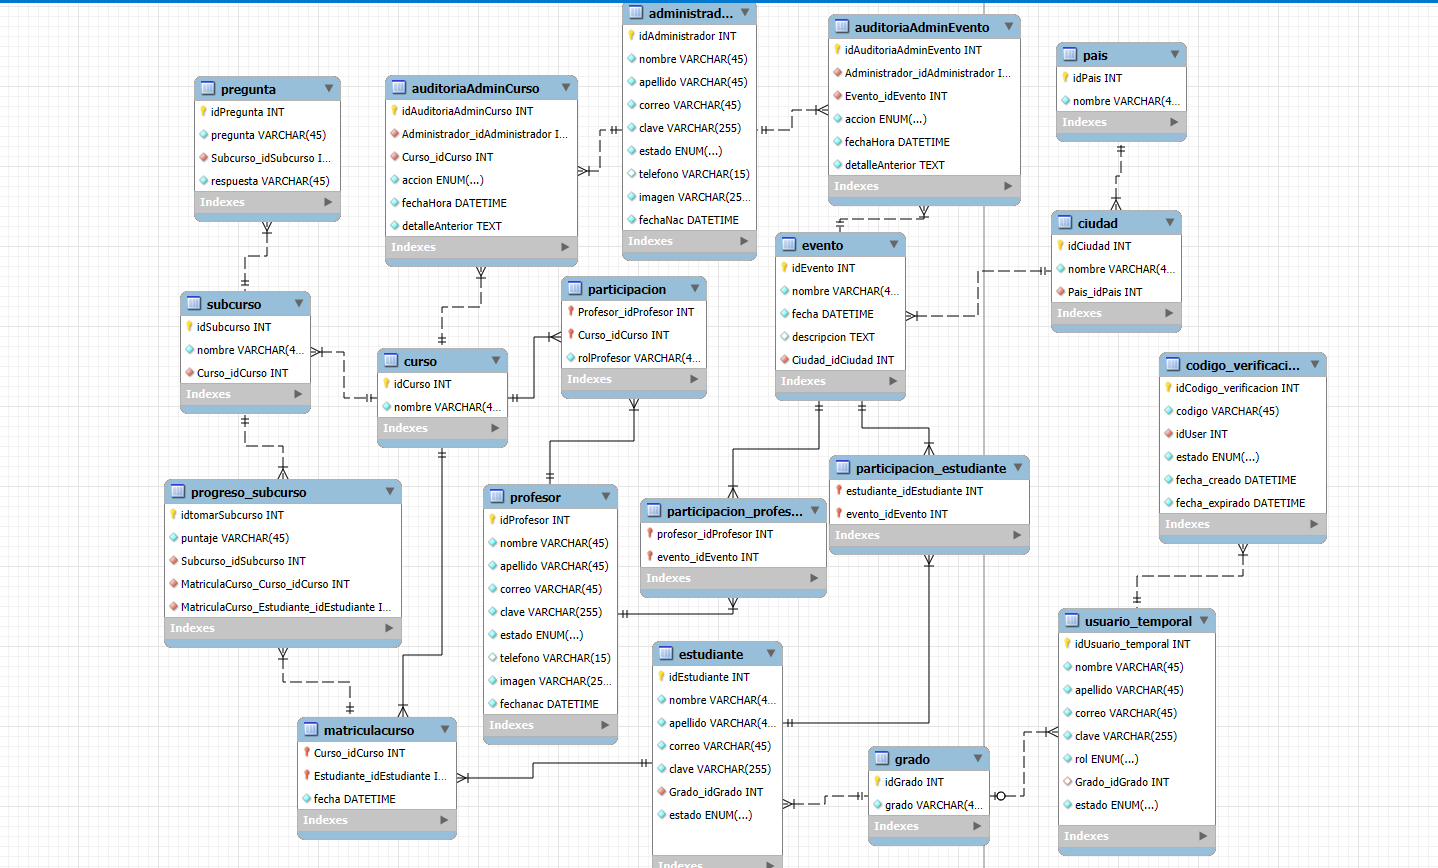 administrad...
idAdministrador INT
nombre VARCHAR(45)
apellido VARCHAR(45)
correo VARCHAR(45)
clave VARCHAR(255)
estado ENUM(...)
telefono VARCHAR(15)
imagen VARCHAR(25...
fechaNac DATETIME
Indexes
auditoriaAdminEvento
idAuditoriaAdminEvento INT
Administrador_idAdministrador I...
Evento_idEvento INT
accion ENUM(...)
fechaHora DATETIME
detalleAnterior TEXT
Indexes
pais
idPais INT
nombre VARCHAR(4...
Indexes
pregunta
idPregunta INT
pregunta VARCHAR(45)
Subcurso_idSubcurso I...
respuesta VARCHAR(45)
Indexes
auditoriaAdminCurso
idAuditoriaAdminCurso INT
Administrador_idAdministrador I...
Curso_idCurso INT
accion ENUM(...)
fechaHora DATETIME
detalleAnterior TEXT
Indexes
ciudad
idCiudad INT
nombre VARCHAR(4...
Pais_idPais INT
Indexes
evento
idEvento INT
nombre VARCHAR(4...
fecha DATETIME
descripcion TEXT
Ciudad_idCiudad INT
Indexes
participacion
Profesor_idProfesor INT
Curso_idCurso INT
rolProfesor VARCHAR(4...
Indexes
subcurso
idSubcurso INT
nombre VARCHAR(4...
Curso_idCurso INT
Indexes
curso
idCurso INT
nombre VARCHAR(4...
Indexes
codigo_verificaci...
idCodigo_verificacion INT
codigo VARCHAR(45)
idUser INT
estado ENUM(...)
fecha_creado DATETIME
fecha_expirado DATETIME
Indexes
participacion_estudiante
estudiante_idEstudiante INT
evento_idEvento INT
Indexes
progreso_subcurso
idtomarSubcurso INT
puntaje VARCHAR(45)
Subcurso_idSubcurso INT
MatriculaCurso_Curso_idCurso INT
MatriculaCurso_Estudiante_idEstudiante I...
Indexes
profesor
idProfesor INT
nombre VARCHAR(45)
apellido VARCHAR(45)
correo VARCHAR(45)
clave VARCHAR(255)
estado ENUM(...)
telefono VARCHAR(15)
imagen VARCHAR(25...
fechanac DATETIME
Indexes
participacion_profes...
profesor_idProfesor INT
evento_idEvento INT
Indexes
usuario_temporal
idUsuario_temporal INT
nombre VARCHAR(45)
apellido VARCHAR(45)
correo VARCHAR(45)
clave VARCHAR(255)
rol ENUM(...)
Grado_idGrado INT
estado ENUM(...)
Indexes
estudiante
idEstudiante INT
nombre VARCHAR(4...
apellido VARCHAR(4...
correo VARCHAR(45)
clave VARCHAR(255)
Grado_idGrado INT
estado ENUM(...)
Indexes
matriculacurso
Curso_idCurso INT
Estudiante_idEstudiante I...
fecha DATETIME
Indexes
grado
idGrado INT
grado VARCHAR(4...
Indexes